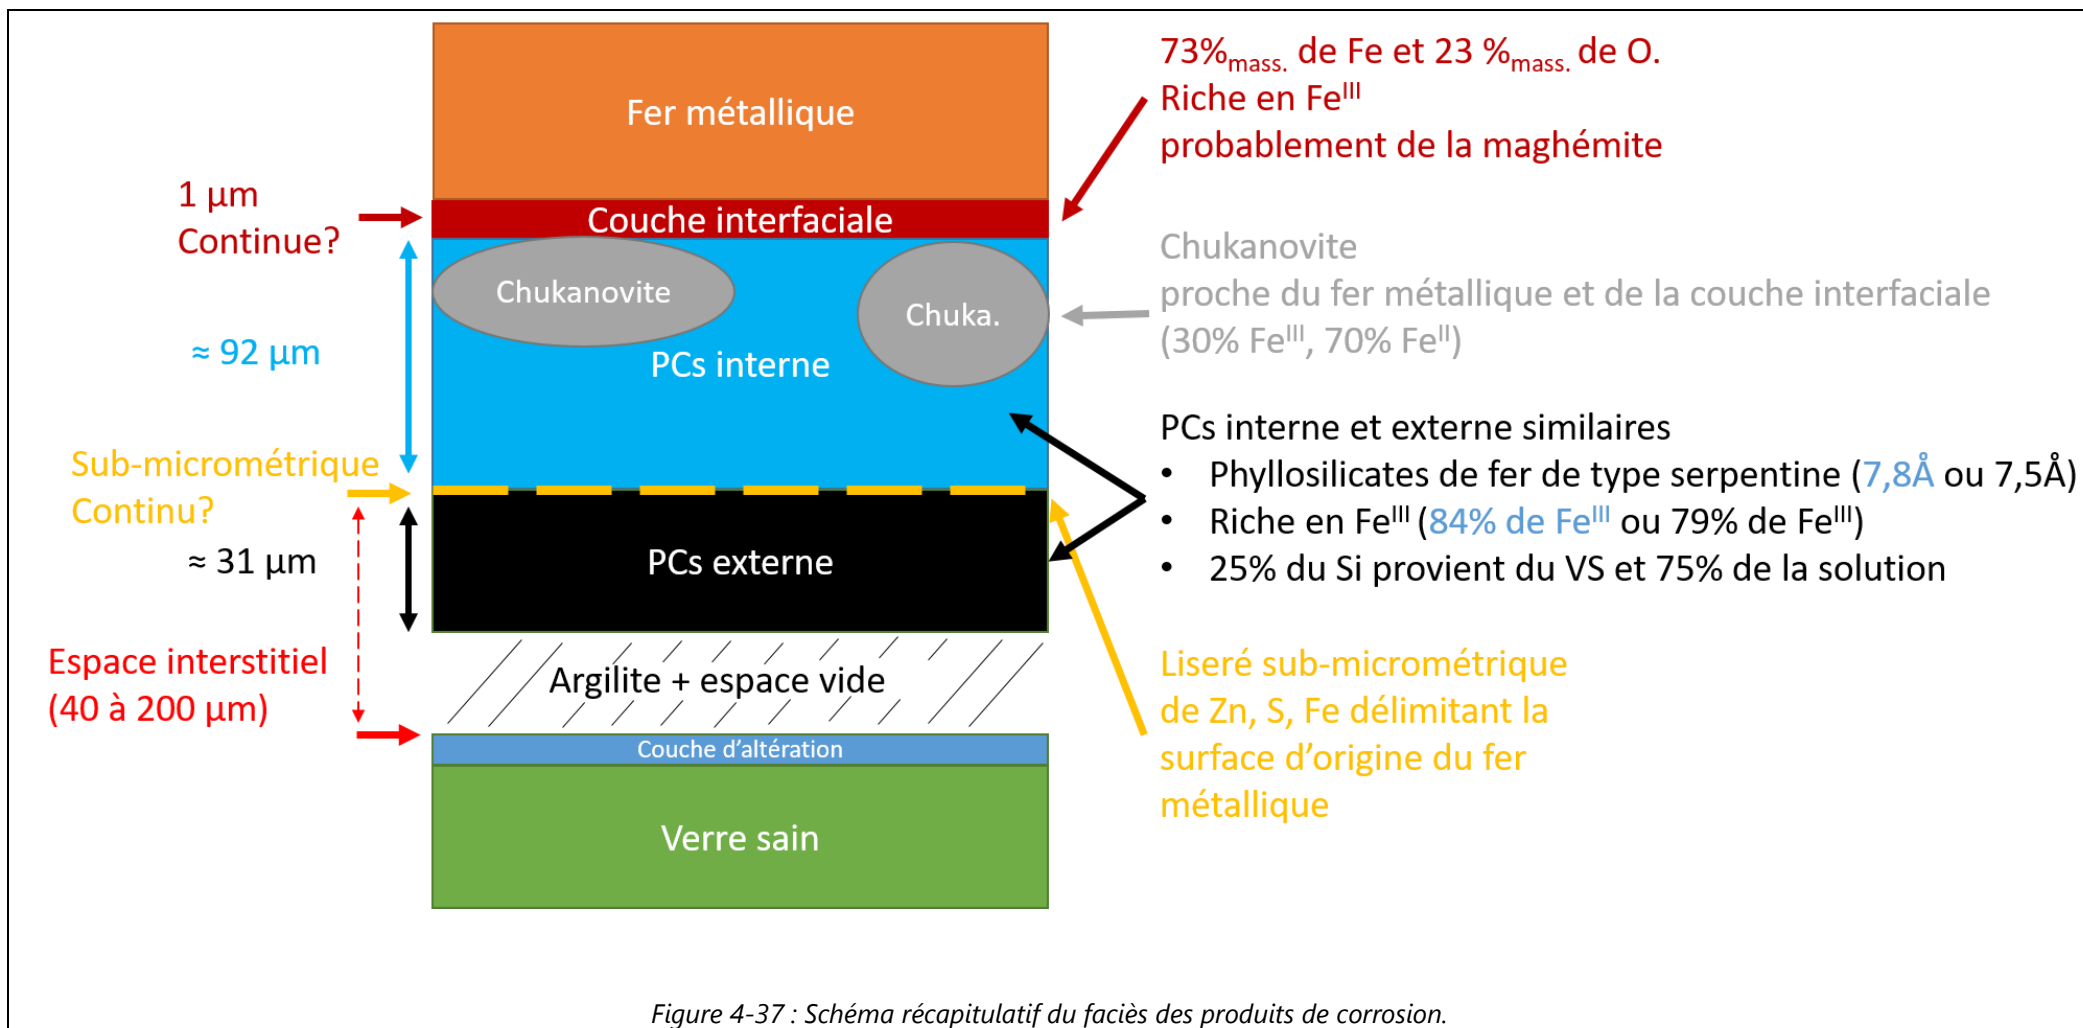 Fer métallique
Couche interfaciale
Chukanovite
Chuka.
PCs interne
PCs externe
Argilite + espace vide
Couche d’altération
Verre sain
1 µm
Continue?
≈ 92 µm
Sub-micrométrique
Continu?
≈ 31 µm
Espace interstitiel
(40 à 200 µm)
73%mass. de Fe et 23 %mass. de O.
Riche en FeIII
probablement de la maghémite
Chukanovite
proche du fer métallique et de la couche interfaciale
(30% FeIII, 70% FeII)
PCs interne et externe similaires
• Phyllosilicates de fer de type serpentine (7,8Å ou 7,5Å)
• Riche en FeIII (84% de FeIII ou 79% de FeIII)
• 25% du Si provient du VS et 75% de la solution
Liseré sub-micrométrique
de Zn, S, Fe délimitant la
surface d’origine du fer
métallique
Figure 4-37 : Schéma récapitulatif du faciès des produits de corrosion.